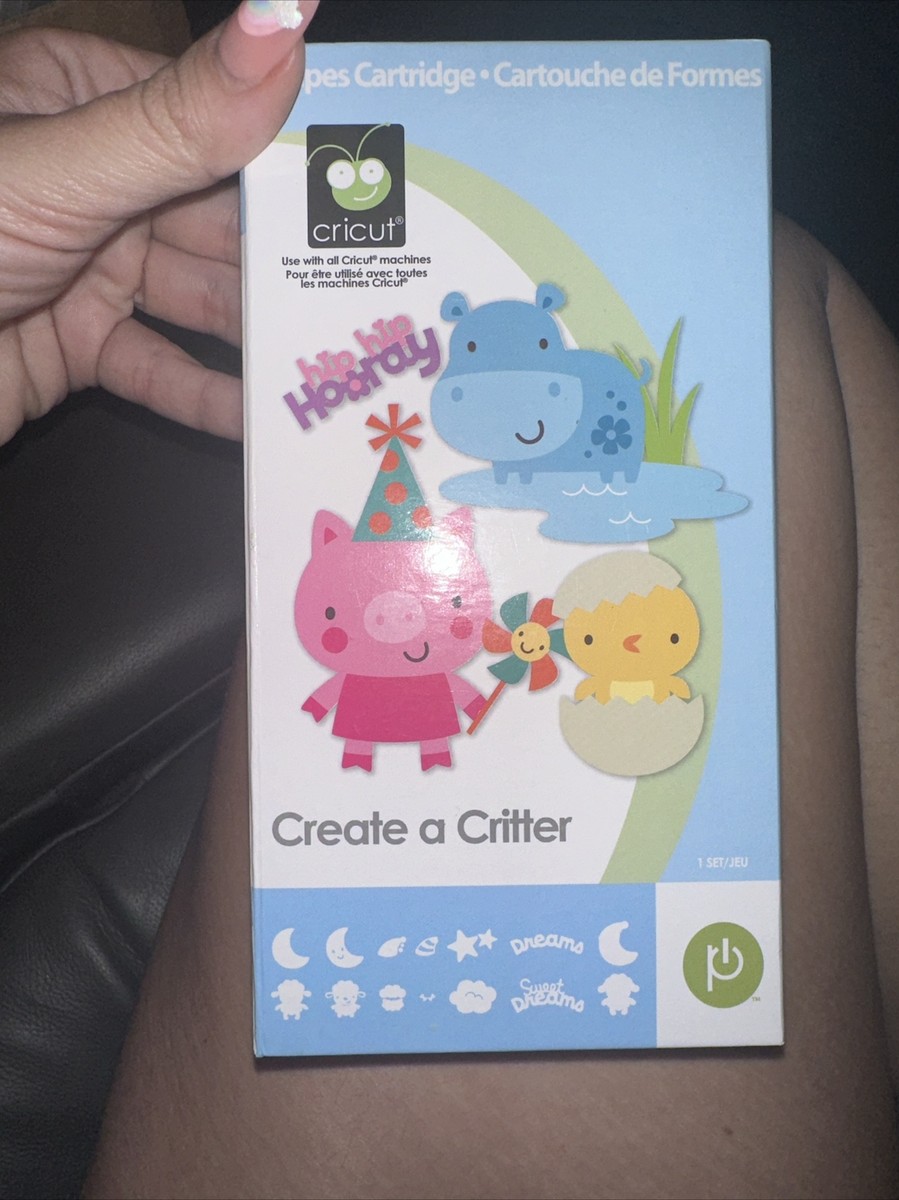 pes Cartridge • Cartouche de Formes
cricut®
Use with all Cricut® machines
Pour être utilisé avec toutes
les machines Cricut®
hip hip
Hooray
Create a Critter
1 SET/JEU
Dreams
Sweet
Dreams
TM